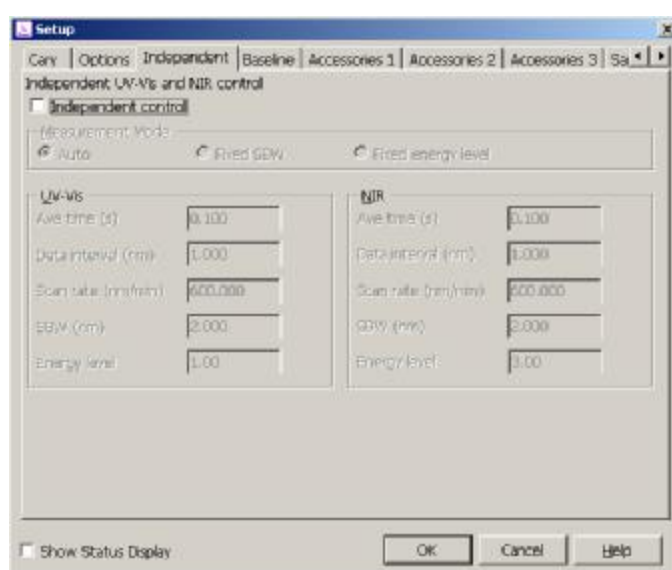 Setup
Cary Options Independent Baseline Accessories 1 Accessories 2 Accessories 3 Sa
Independent UV-Vis and NIR control
Independent control
Measurement Mode
Auto Fixed SBW Fixed energy level
UV-Vis NIR
Ave time (s) 0.100 Ave time (s) 0.100
Data interval (nm) 1.000 Data interval (nm) 1.000
Scan rate (nm/min) 600.000 Scan rate (nm/min) 600.000
SBW (nm) 2.000 SBW (nm) 2.000
Energy level 1.00 Energy level 3.00
Show Status Display OK Cancel Help